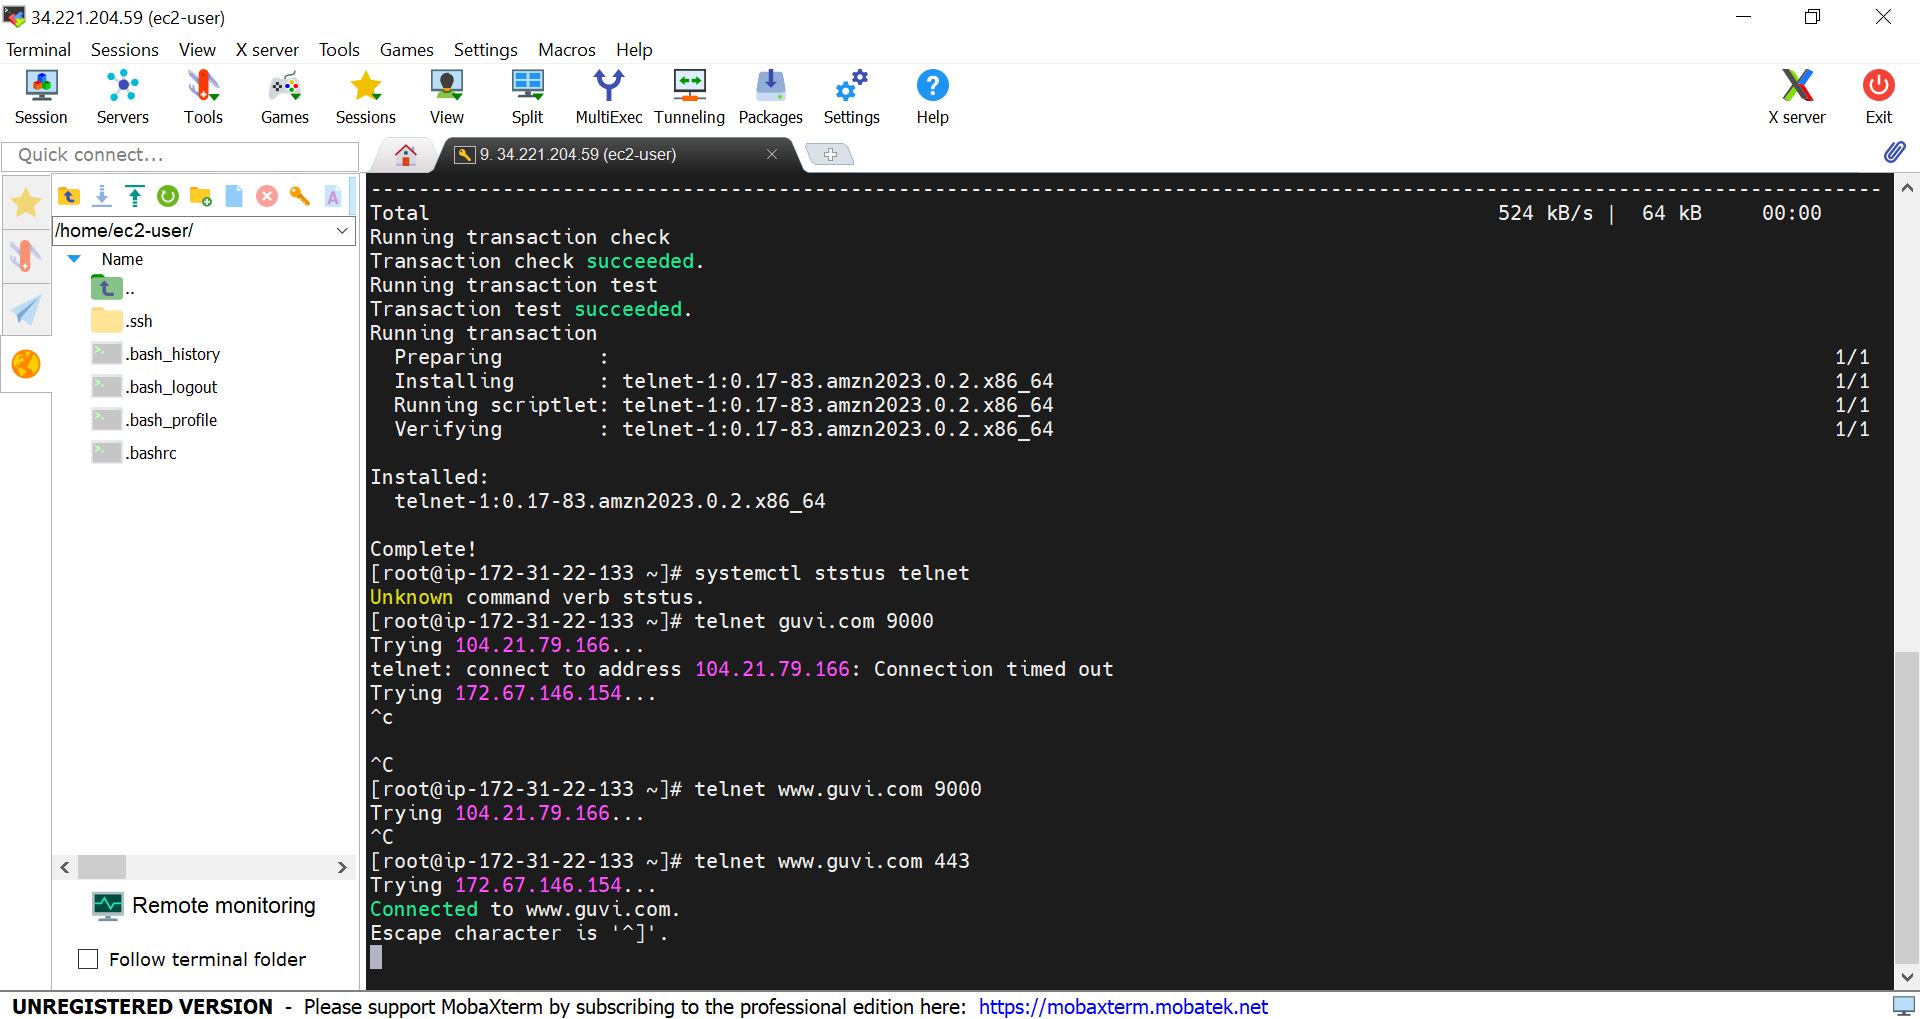 34.221.204.59 (ec2-user)
Terminal Sessions View X server Tools Games Settings Macros Help
Session Servers Tools Games Sessions View Split MultiExec Tunneling Packages Settings Help X server Exit
Quick connect...
9. 34.221.204.59 (ec2-user)
/home/ec2-user/
Name
..
.ssh
.bash_history
.bash_logout
.bash_profile
.bashrc
Remote monitoring
Follow terminal folder
--------------------------------------------------------------------------------------------------------------------------------
Total 524 kB/s | 64 kB 00:00
Running transaction check
Transaction check succeeded.
Running transaction test
Transaction test succeeded.
Running transaction
Preparing : 1/1
Installing : telnet-1:0.17-83.amzn2023.0.2.x86_64 1/1
Running scriptlet: telnet-1:0.17-83.amzn2023.0.2.x86_64 1/1
Verifying : telnet-1:0.17-83.amzn2023.0.2.x86_64 1/1
Installed:
telnet-1:0.17-83.amzn2023.0.2.x86_64
Complete!
[root@ip-172-31-22-133 ~]# systemctl ststus telnet
Unknown command verb ststus.
[root@ip-172-31-22-133 ~]# telnet guvi.com 9000
Trying 104.21.79.166...
telnet: connect to address 104.21.79.166: Connection timed out
Trying 172.67.146.154...
^c
^C
[root@ip-172-31-22-133 ~]# telnet www.guvi.com 9000
Trying 104.21.79.166...
^C
[root@ip-172-31-22-133 ~]# telnet www.guvi.com 443
Trying 172.67.146.154...
Connected to www.guvi.com.
Escape character is '^]'.
UNREGISTERED VERSION - Please support MobaXterm by subscribing to the professional edition here: https://mobaxterm.mobatek.net